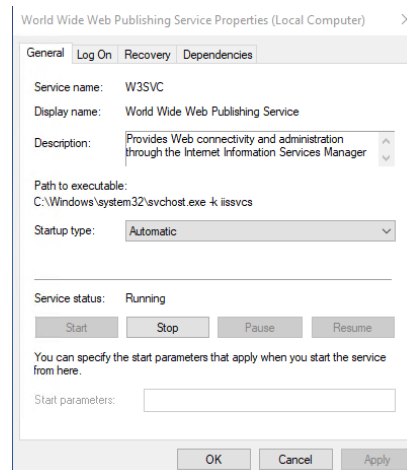 World Wide Web Publishing Service Properties (Local Computer)
General Log On Recovery Dependencies
Service name: W3SVC
Display name: World Wide Web Publishing Service
Description: Provides Web connectivity and administration
through the Internet Information Services Manager
Path to executable:
C:\Windows\system32\svchost.exe -k iissvcs
Startup type: Automatic
Service status: Running
Start Stop Pause Resume
You can specify the start parameters that apply when you start the service
from here.
Start parameters:
OK Cancel Apply